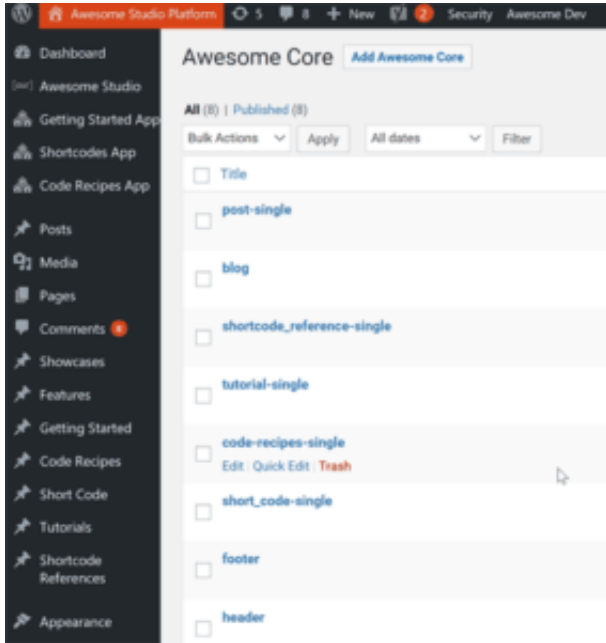 Awesome Studio Platform 5 8 + New 2 Security Awesome Dev
Dashboard
Awesome Studio
Getting Started App
Shortcodes App
Code Recipes App
Posts
Media
Pages
Comments
Showcases
Features
Getting Started
Code Recipes
Short Code
Tutorials
Shortcode
References
Appearance
Awesome Core Add Awesome Core
All (8) | Published (8)
Bulk Actions Apply All dates Filter
Title
post-single
blog
shortcode_reference-single
tutorial-single
code-recipes-single
Edit | Quick Edit | Trash
short_code-single
footer
header